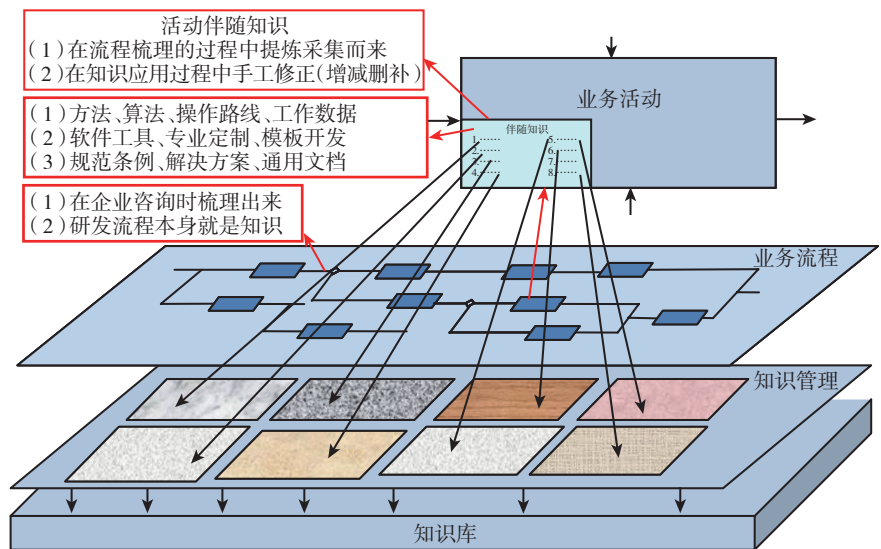 活动伴随知识
（1）在流程梳理的过程中提炼采集而来
（2）在知识应用过程中手工修正(增减删补)
（1）方法、算法、操作路线、工作数据
（2）软件工具、专业定制、模板开发
（3）规范条例、解决方案、通用文档
（1）在企业咨询时梳理出来
（2）研发流程本身就是知识
业务活动
伴随知识
1.……
2.……
3.……
4.……
5.……
6.……
7.……
8.……
业务流程
知识管理
知识库